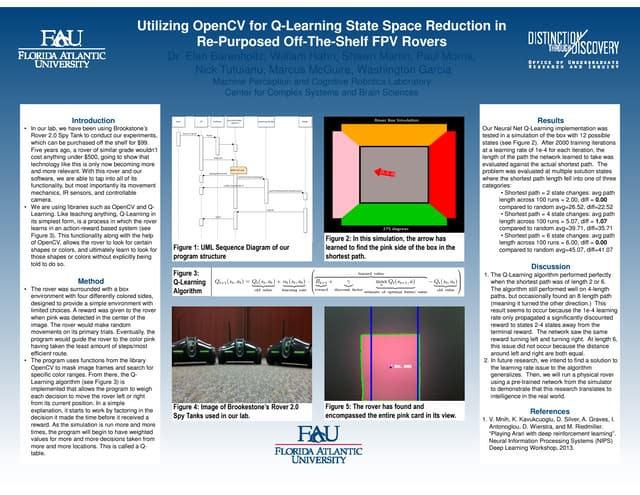 Utilizing OpenCV for Q-Learning State Space Reduction in
Re-Purposed Off-The-Shelf FPV Rovers
Dr. Elan Barenholtz, William Hahn, Shawn Martin, Paul Morris,
Nick Tutuianu, Marcus McGuire, Washington Garcia
Machine Perception and Cognitive Robotics Laboratory
Center for Complex Systems and Brain Sciences
FAU
FLORIDA ATLANTIC
UNIVERSITY
DISTINCTION
THROUGH
DISCOVERY
OFFICE OF UNDERGRADUATE
RESEARCH AND INQUIRY
Introduction
• In our lab, we have been using Brookstone's
Rover 2.0 Spy Tank to conduct our experiments,
which can be purchased off the shelf for $99.
Five years ago, a rover of similar grade wouldn't
cost anything under $500, going to show that
technology like this is only now becoming more
and more relevant. With this rover and our
software, we are able to tap into all of its
functionality, but most importantly its movement
mechanics, IR sensors, and controllable
camera.
• We are using libraries such as OpenCV and Q-
Learning. Like teaching anything, Q-Learning in
its simplest form, is a process in which the rover
learns in an action-reward based system (see
Figure 3). This functionality along with the help
of OpenCV, allows the rover to look for certain
shapes or colors, and ultimately learn to look for
those shapes or colors without explicitly being
told to do so.
Method
• The rover was surrounded with a box
environment with four differently colored sides,
designed to provide a simple environment with
limited choices. A reward was given to the rover
when pink was detected in the center of the
image. The rover would make random
movements on its primary trials. Eventually, the
program would guide the rover to the color pink
having taken the least amount of steps/most
efficient route.
• The program uses functions from the library
OpenCV to mask image frames and search for
specific color ranges. From there, the Q-
Learning algorithm (see Figure 3) is
implemented that allows the program to weigh
each decision to move the rover left or right
from its current position. In a simple
explanation, it starts to work by factoring in the
decision it made the time before it received a
reward. As the simulation is run more and more
times, the program will begin to have weighted
values for more and more decisions taken from
more and more locations. This is called a Q-
table.
Figure 1: UML Sequence Diagram of our
program structure
Rover Box Simulation
EPS: degrees
Figure 2: In this simulation, the arrow has
learned to find the pink side of the box in the
shortest path.
Figure 3:
Q-Learning
Algorithm
learned value
old value
learning rate
reward
discount factor
estimate of optimal future value
old value
Figure 4: Image of Brookestone's Rover 2.0
Spy Tanks used in our lab.
Figure 5: The rover has found and
encompassed the entire pink card in its view.
FAU
FLORIDA ATLANTIC
UNIVERSITY
Results
Our Neural Net Q-Learning implementation was
tested in a simulation of the box with 12 possible
states (see Figure 2). After 2000 training iterations
at a learning rate of 1e-4 for each iteration, the
length of the path the network learned to take was
evaluated against the actual shortest path. The
problem was evaluated at multiple solution states
where the shortest path length fell into one of three
categories:
• Shortest path = 2 state changes: avg path
length across 100 runs = 2.00, diff = 0.00
compared to random avg=26.52, diff=22.52
• Shortest path = 4 state changes: avg path
length across 100 runs = 5.07, diff = 1.07
compared to random avg=39.71, diff=35.71
• Shortest path = 6 state changes: avg path
length across 100 runs = 6.00, diff = 0.00
compared to random avg=45.07, diff=41.07
Discussion
1. The Q-Learning algorithm performed perfectly
when the shortest path was of length 2 or 6.
The algorithm still performed well on 4-length
paths, but occasionally found an 8 length path
(meaning it turned the other direction.) This
result seems to occur because the 1e-4 learning
rate only propagated a significantly discounted
reward to states 2-4 states away from the
terminal reward. The network saw the same
reward turning left and turning right. At length 6,
this issue did not occur because the distance
around left and right are both equal.
2. In future research, we intend to find a solution to
the learning rate issue to the algorithm
generalizes. Then, we will run a physical rover
using a pre-trained network from the simulator
to demonstrate that this research translates to
intelligence in the real world.
References
1. V. Mnih, K. Kavukcuoglu, D. Silver, A. Graves, I.
Antonoglou, D. Wierstra, and M. Riedmiller.
"Playing Atari with deep reinforcement learning".
Neural Information Processing Systems (NIPS)
Deep Learning Workshop, 2013.